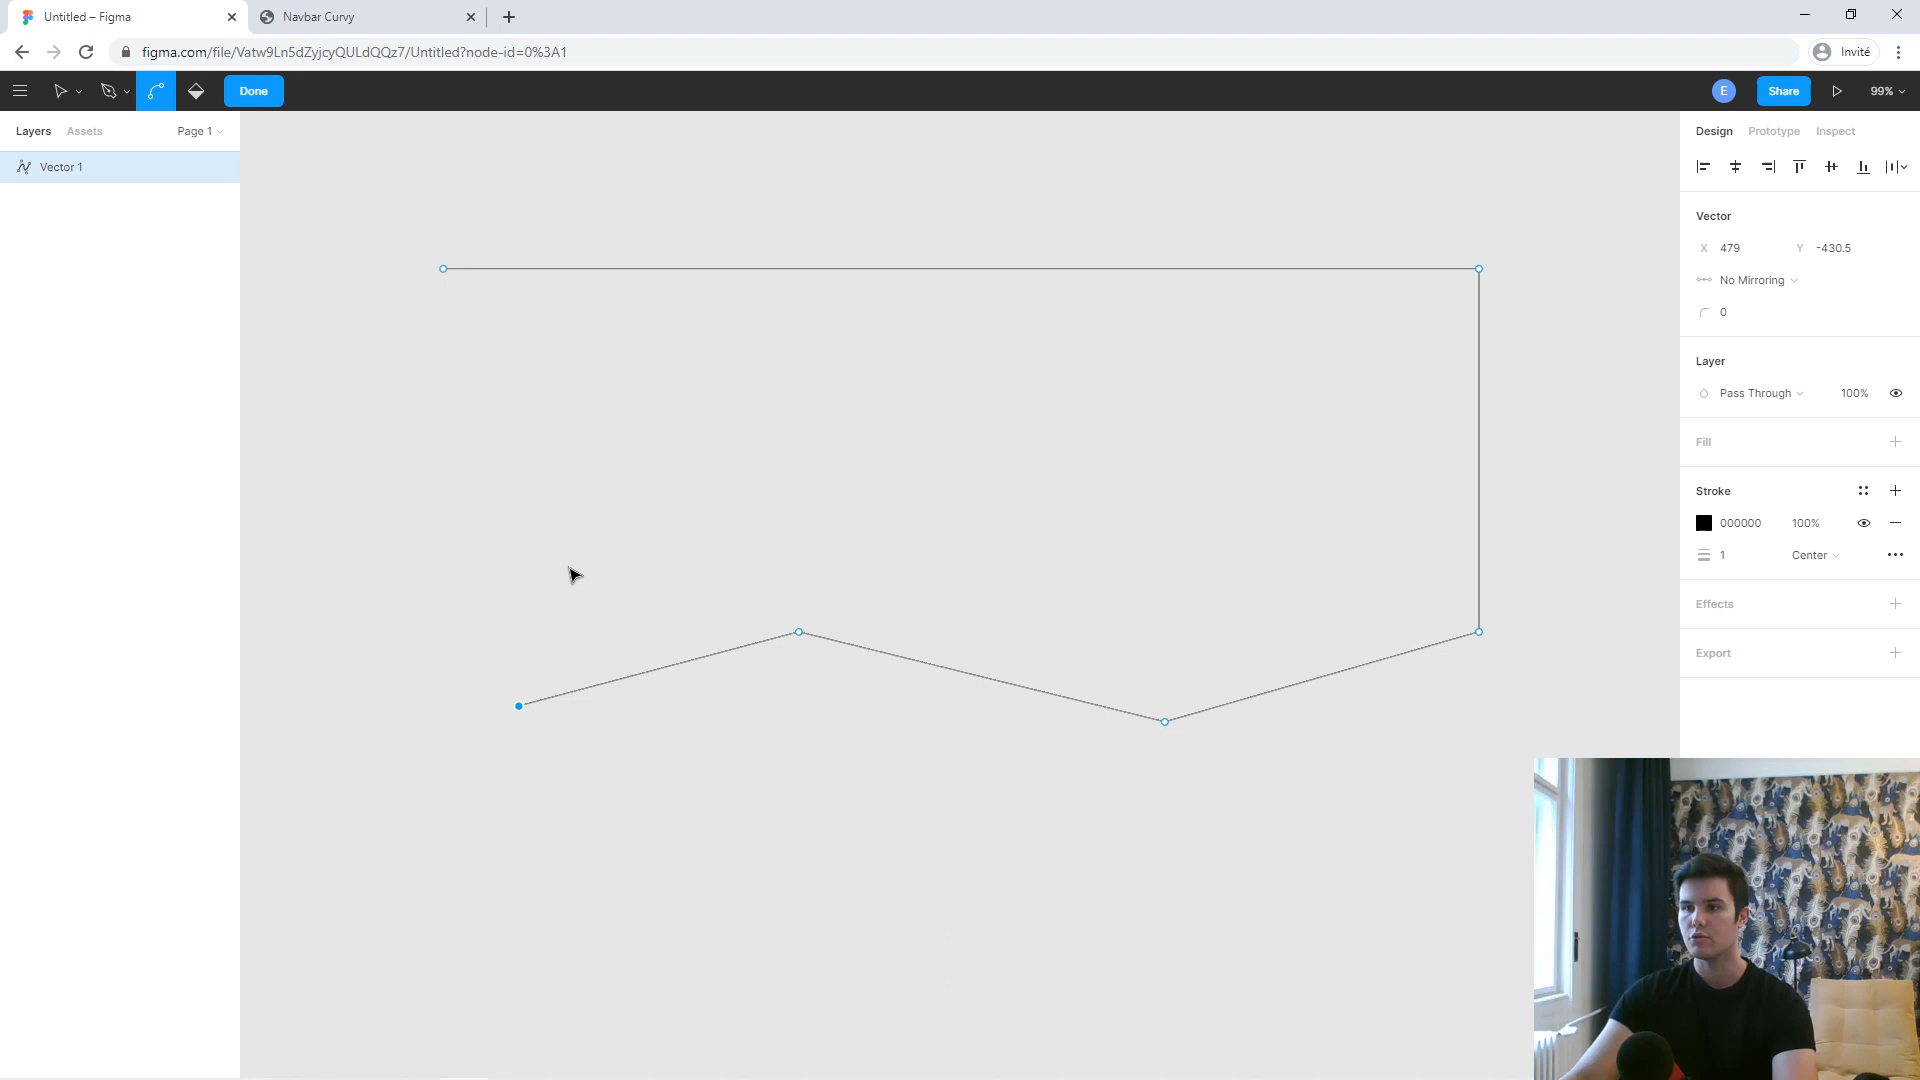 Untitled – Figma
Navbar Curvy
figma.com/file/Vatw9Ln5dZyjcyQULdQQz7/Untitled?node-id=0%3A1
Invité
Done
E
Share
99%
Layers
Assets
Page 1
Design
Prototype
Inspect
Vector 1
Vector
X 479
Y -430.5
No Mirroring
0
Layer
Pass Through
100%
Fill
Stroke
000000
100%
1
Center
Effects
Export